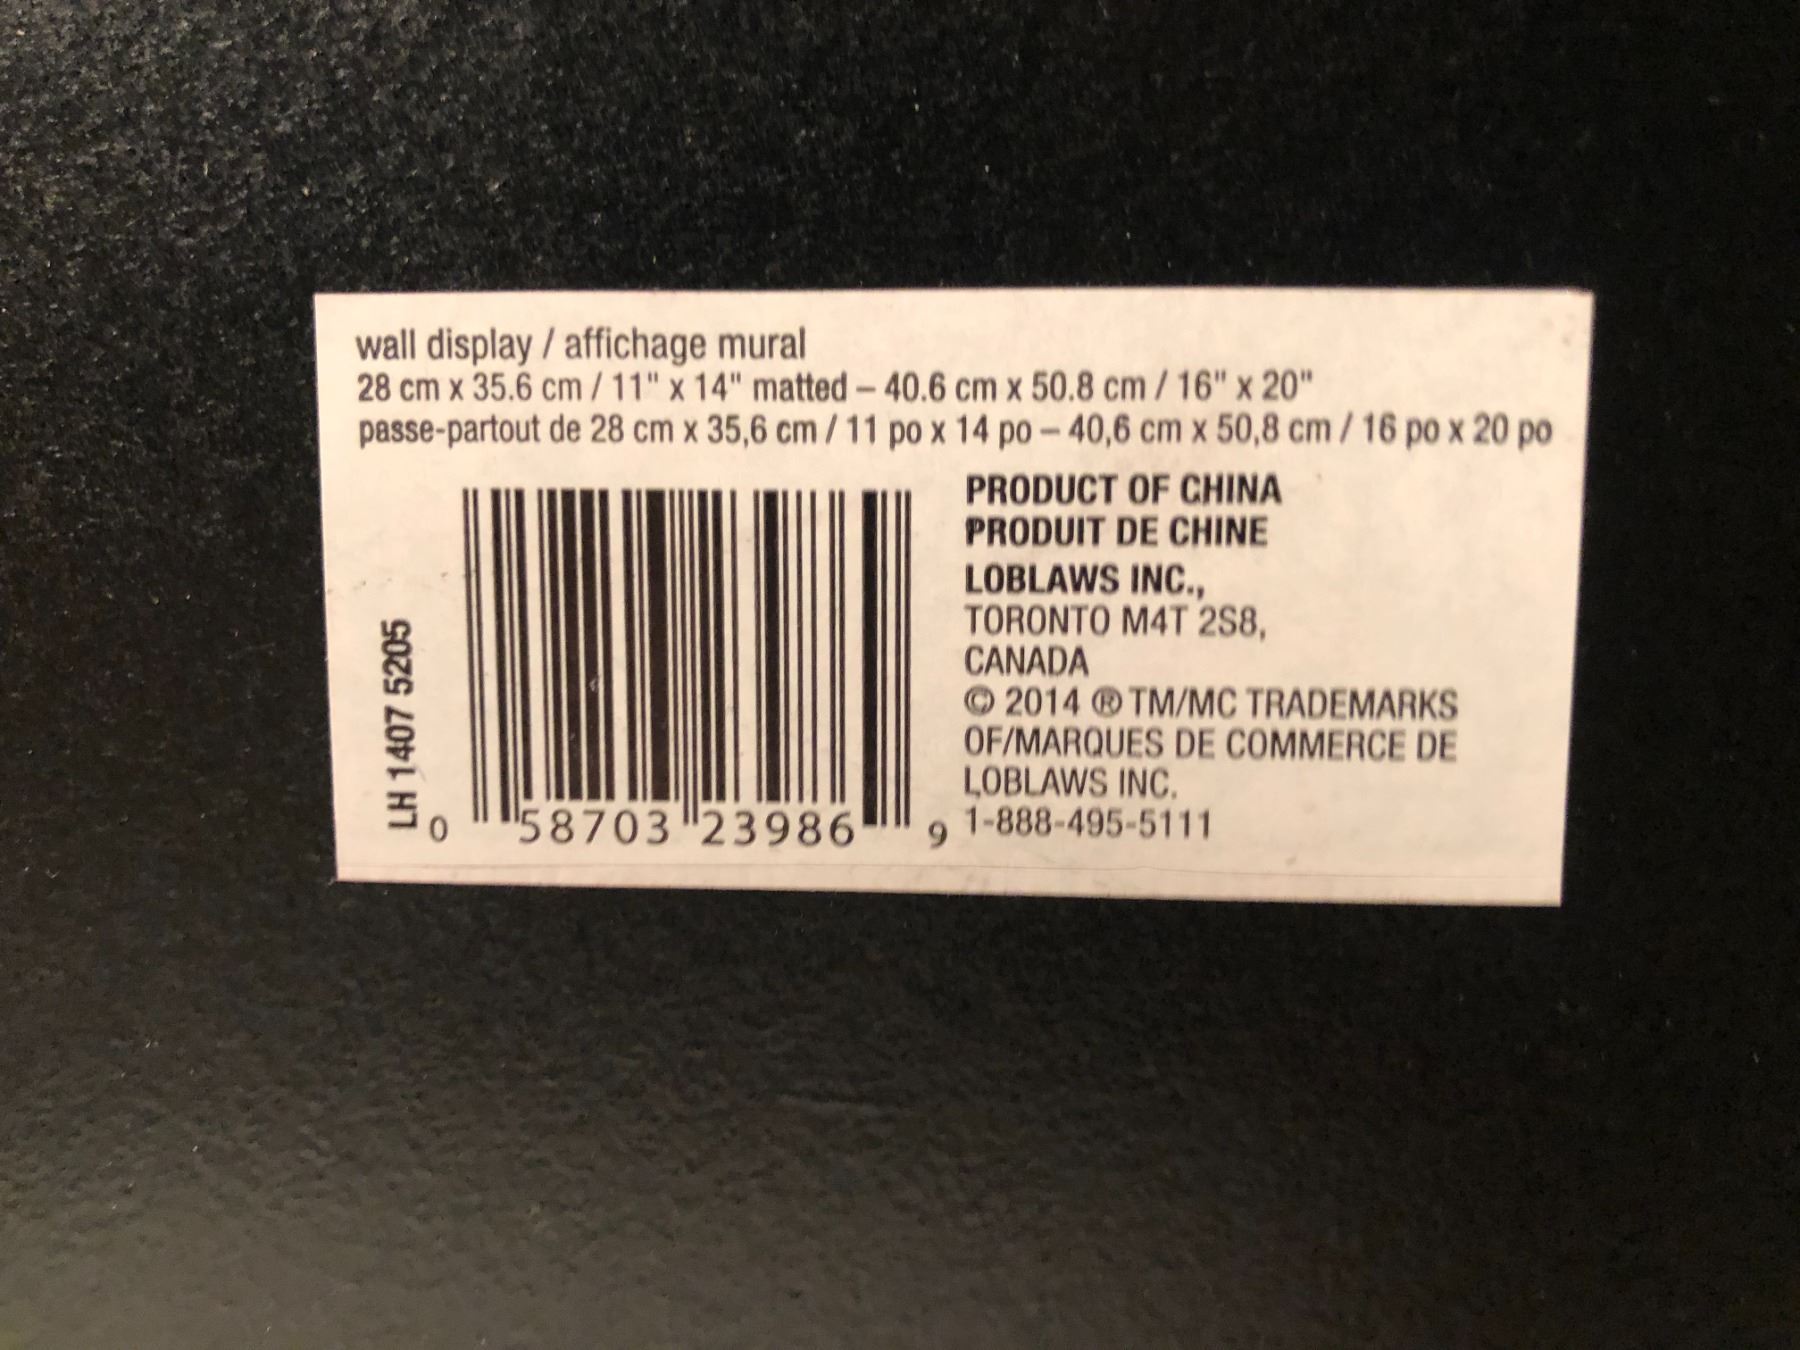 wall display / affichage mural
28 cm x 35.6 cm / 11" x 14" matted – 40.6 cm x 50.8 cm / 16" x 20"
passe-partout de 28 cm x 35,6 cm / 11 po x 14 po – 40,6 cm x 50,8 cm / 16 po x 20 po
LH 1407 5205
0 58703 23986 9
PRODUCT OF CHINA
PRODUIT DE CHINE
LOBLAWS INC.,
TORONTO M4T 2S8,
CANADA
© 2014 ® TM/MC TRADEMARKS
OF/MARQUES DE COMMERCE DE
LOBLAWS INC.
1-888-495-5111